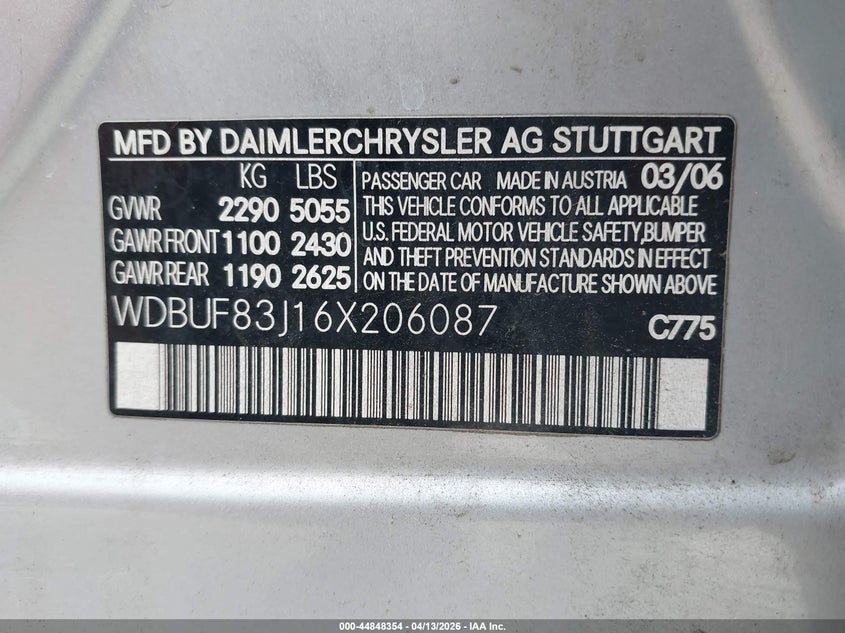 MFD BY DAIMLERCHRYSLER AG STUTTGART
KG LBS
GVWR 2290 5055
GAWR FRONT 1100 2430
GAWR REAR 1190 2625
PASSENGER CAR MADE IN AUSTRIA 03/06
THIS VEHICLE CONFORMS TO ALL APPLICABLE
U.S. FEDERAL MOTOR VEHICLE SAFETY,BUMPER
AND THEFT PREVENTION STANDARDS IN EFFECT
ON THE DATE OF MANUFACTURE SHOWN ABOVE
WDBUF83J16X206087 C775
000-44848354 - 04/13/2026 - IAA Inc.